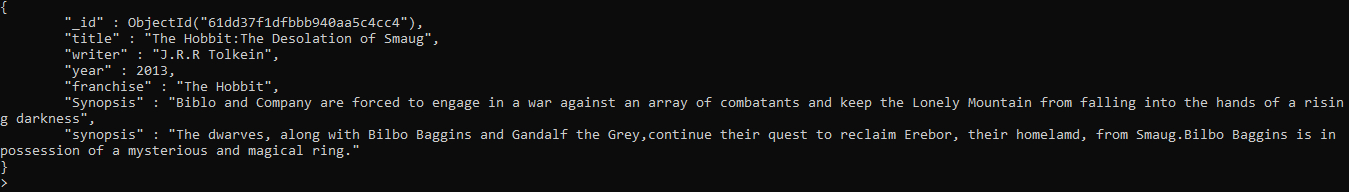 {
        "_id" : ObjectId("61dd37f1dfbbb940aa5c4cc4"),
        "title" : "The Hobbit:The Desolation of Smaug",
        "writer" : "J.R.R Tolkein",
        "year" : 2013,
        "franchise" : "The Hobbit",
        "Synopsis" : "Biblo and Company are forced to engage in a war against an array of combatants and keep the Lonely Mountain from falling into the hands of a risin
g darkness",
        "synopsis" : "The dwarves, along with Bilbo Baggins and Gandalf the Grey,continue their quest to reclaim Erebor, their homelamd, from Smaug.Bilbo Baggins is in
possession of a mysterious and magical ring."
}
>